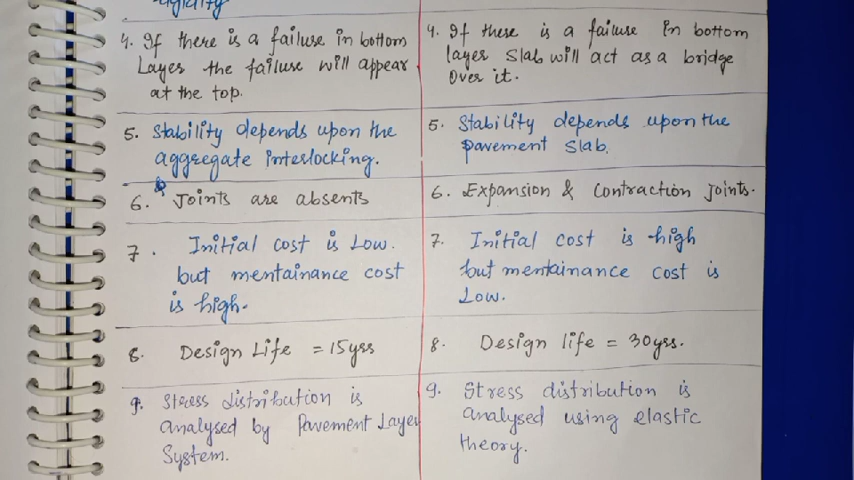 rigidity
4. If there is a failure in bottom
Layer the failure will appear
at the top.
5. Stability depends upon the
aggregate interlocking.
6. Joints are absents
7. Initial cost is Low.
but mentainance cost
is high.
8. Design Life = 15yrs
9. Stress distribution is
analysed by Pavement Layer
System.
4. If there is a failure in bottom
layer slab will act as a bridge
over it.
5. Stability depends upon the
pavement slab.
6. Expansion & Contraction Joints.
7. Initial cost is high
but mentainance cost is
Low.
8. Design life = 30yrs.
9. Stress distribution is
analysed using elastic
theory.